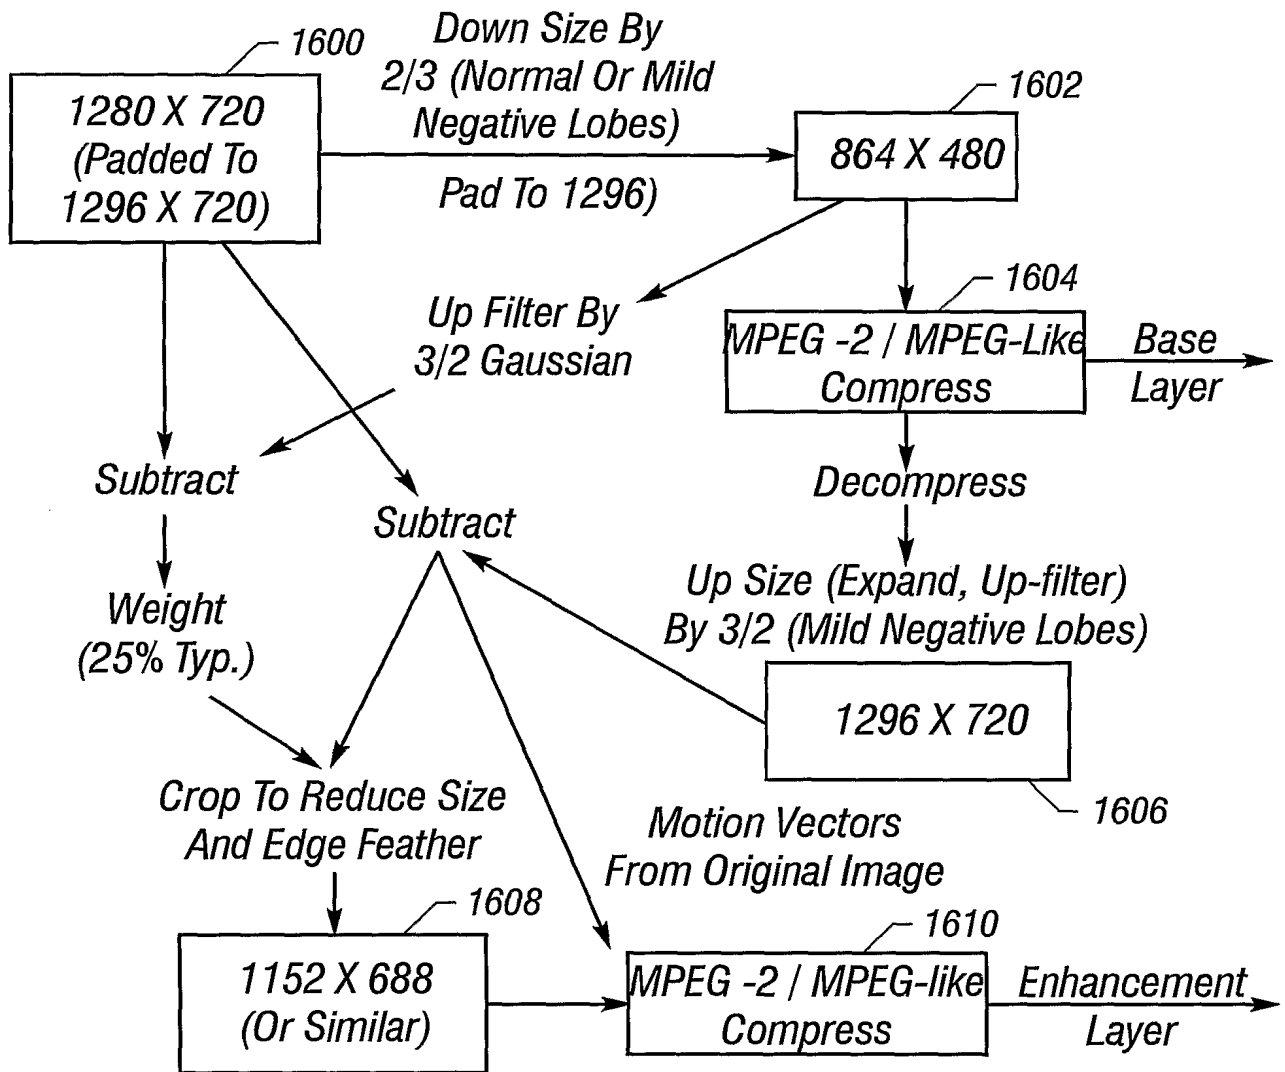 Down Size By
2/3 (Normal Or Mild
Negative Lobes)
Pad To 1296)
1600
1280 X 720
(Padded To
1296 X 720)
1602
864 X 480
Up Filter By
3/2 Gaussian
1604
MPEG -2 / MPEG-Like
Compress
Base
Layer
Subtract
Subtract
Decompress
Weight
(25% Typ.)
Up Size (Expand, Up-filter)
By 3/2 (Mild Negative Lobes)
1296 X 720
1606
Crop To Reduce Size
And Edge Feather
Motion Vectors
From Original Image
1608
1152 X 688
(Or Similar)
1610
MPEG -2 / MPEG-like
Compress
Enhancement
Layer